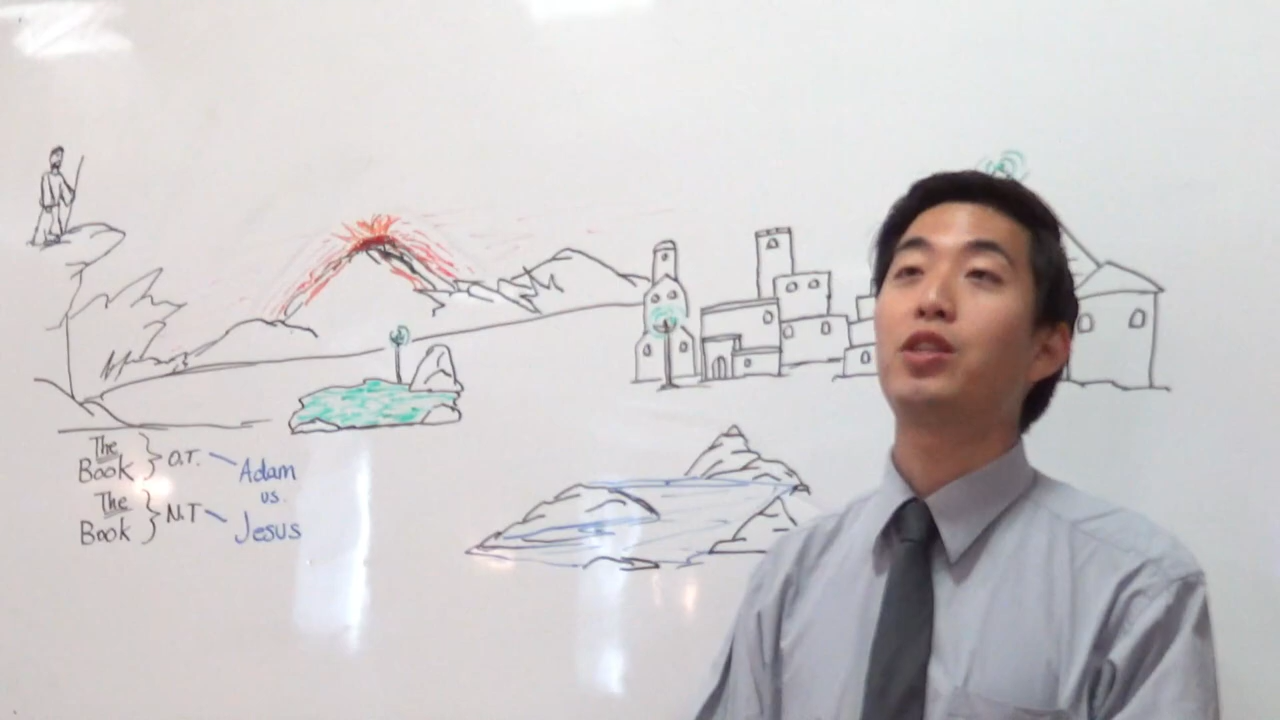 The
Book } O.T. - Adam
vs.
The
Book } N.T - Jesus